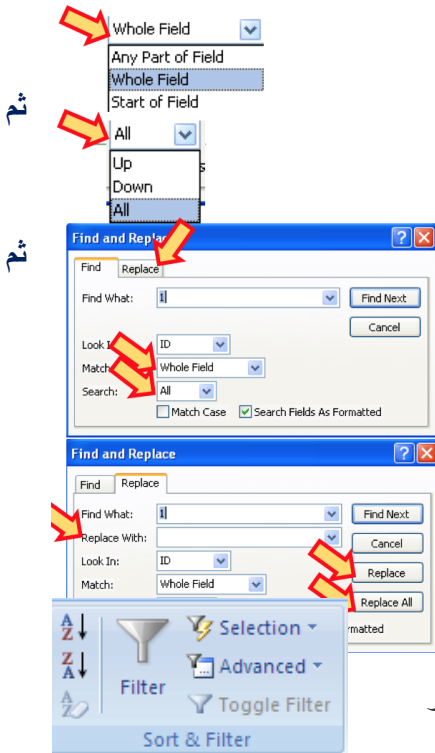 Whole Field
Any Part of Field
Whole Field
Start of Field
ثم
All
Up
Down
All
ثم
Find and Repl
Find Replace
Find What: 1 Find Next
Cancel
Look I ID
Match Whole Field
Search: All
Match Case Search Fields As Formatted
Find and Replace
Find Replace
Find What: 1 Find Next
Replace With: Cancel
Look In: ID Replace
Match: Whole Field Replace All
matted
Selection
Advanced
Filter
Toggle Filter
Sort & Filter